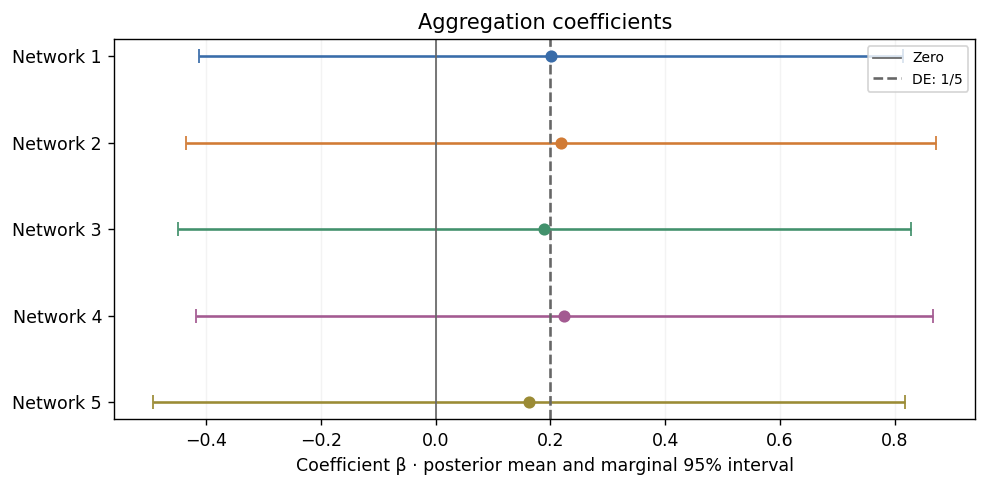 Aggregation coefficients
Network 1
Network 2
Network 3
Network 4
Network 5
Zero
DE: 1/5
−0.4
−0.2
0.0
0.2
0.4
0.6
0.8
Coefficient β · posterior mean and marginal 95% interval